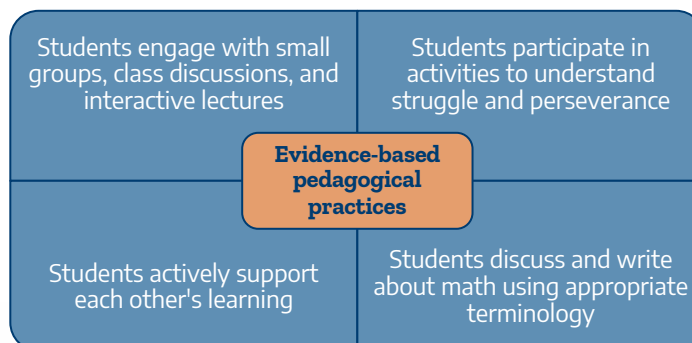 Students engage with small
groups, class discussions, and
interactive lectures
Students participate in
activities to understand
struggle and perseverance
Evidence-based
pedagogical
practices
Students actively support
each other's learning
Students discuss and write
about math using appropriate
terminology